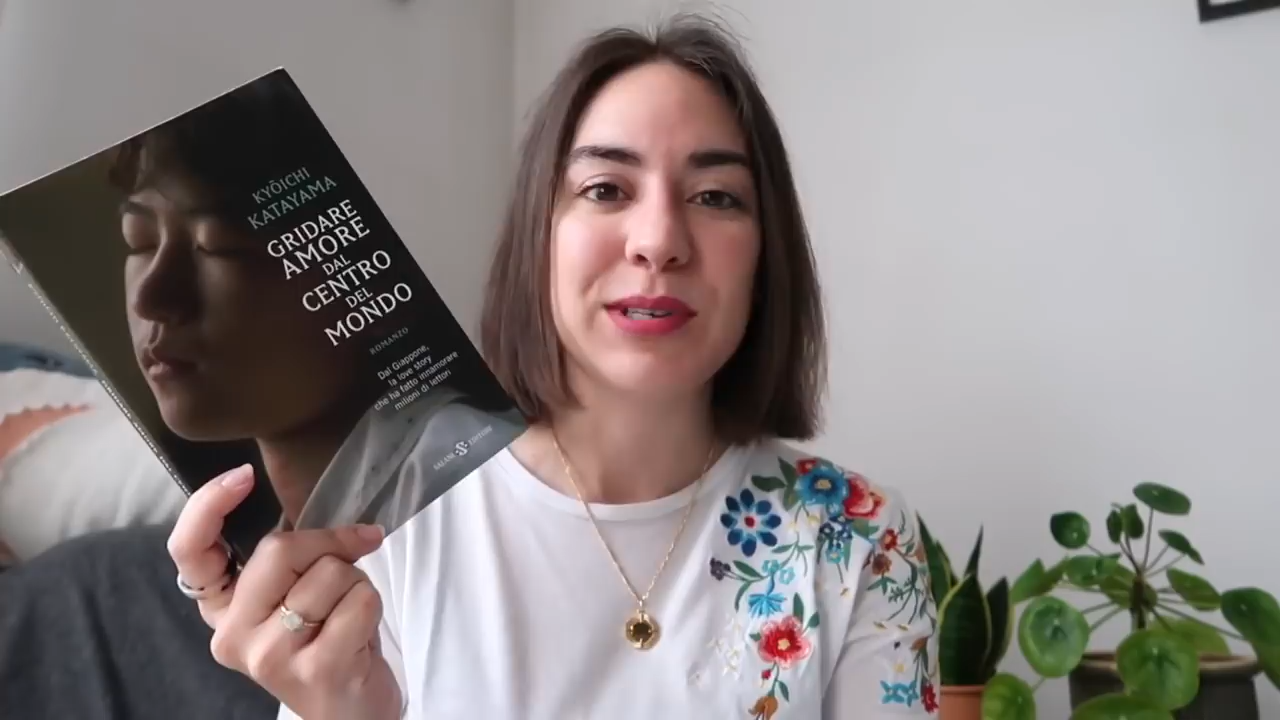 KYŌICHI
KATAYAMA
GRIDARE
AMORE
DAL
CENTRO
DEL
MONDO
ROMANZO
Dal Giappone,
la love story
che ha fatto innamorare
milioni di lettori
SALANI S EDITORE